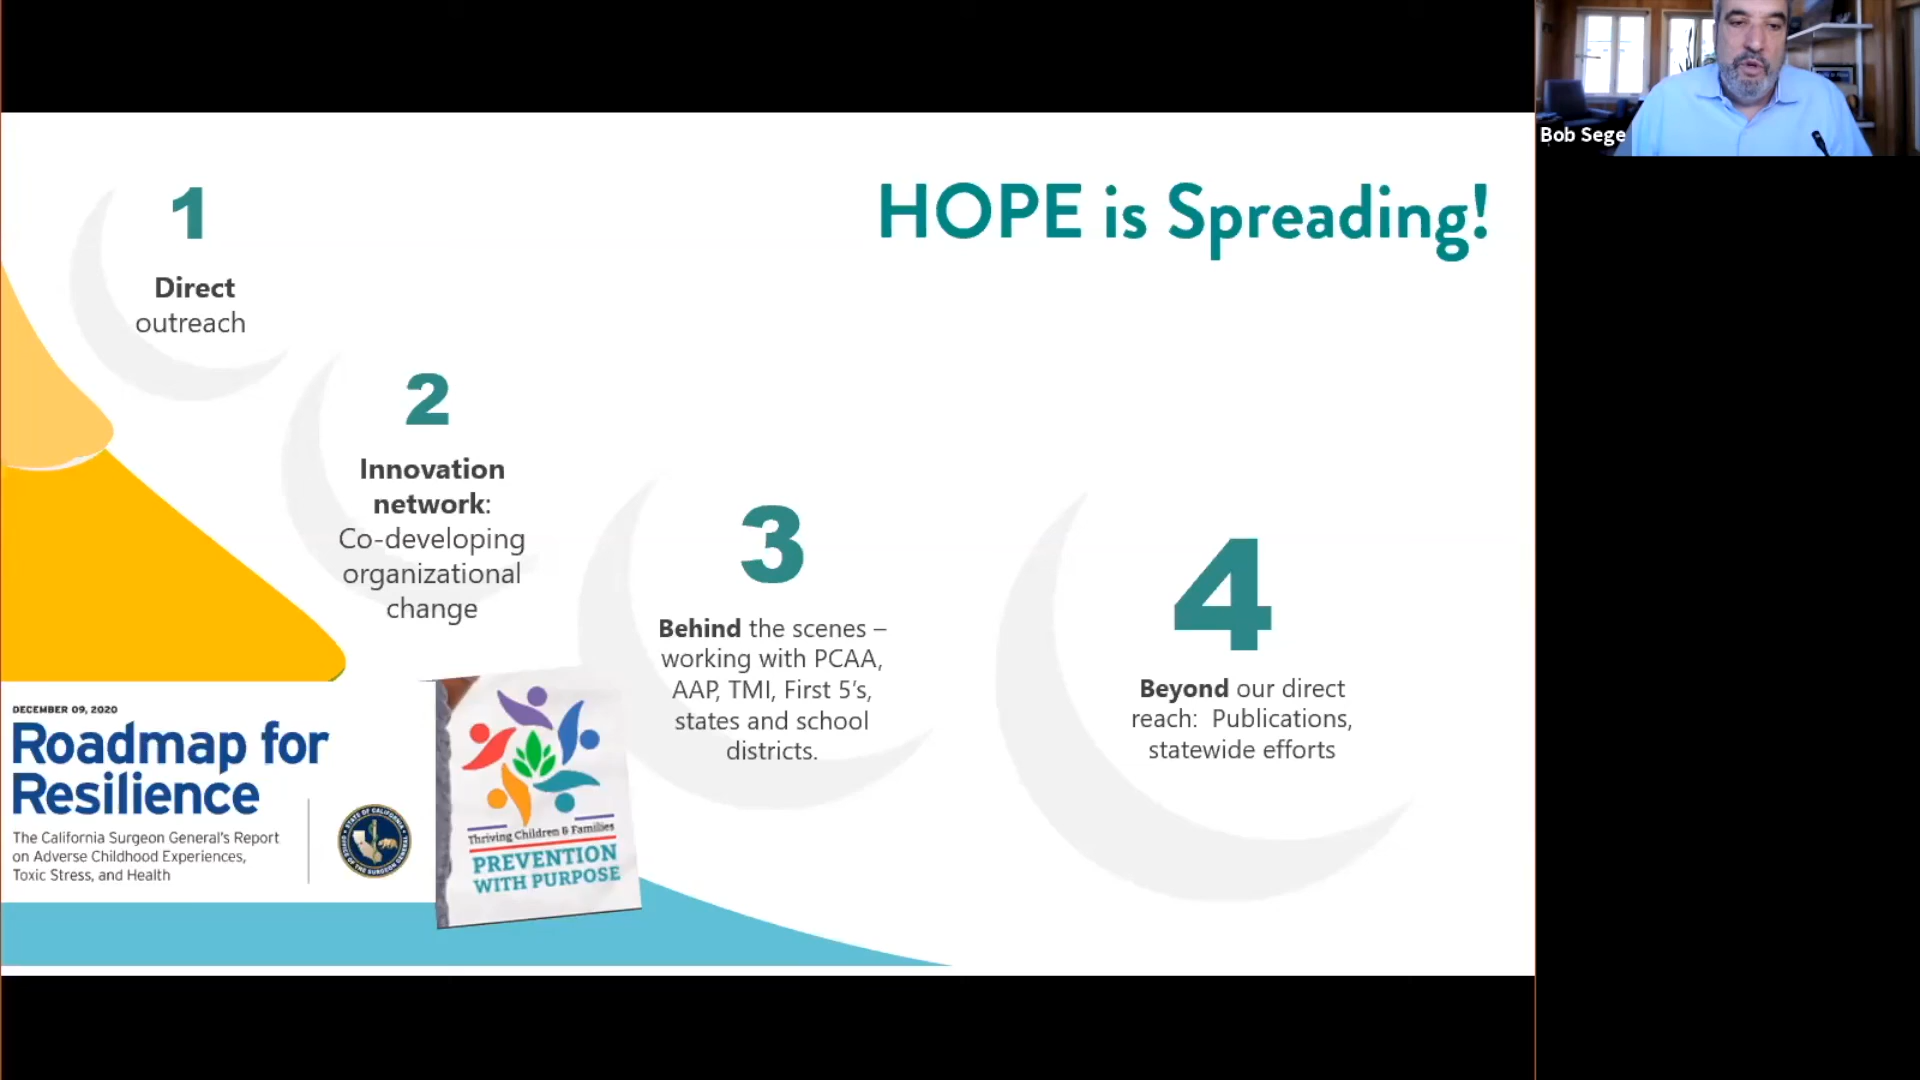 HOPE is Spreading!
1
Direct
outreach
2
Innovation
network:
Co-developing
organizational
change
3
Behind the scenes –
working with PCAA,
AAP, TMI, First 5's,
states and school
districts.
4
Beyond our direct
reach: Publications,
statewide efforts
DECEMBER 09, 2020
Roadmap for
Resilience
The California Surgeon General's Report
on Adverse Childhood Experiences,
Toxic Stress, and Health
Thriving Children & Families
PREVENTION
WITH PURPOSE
Bob Sege